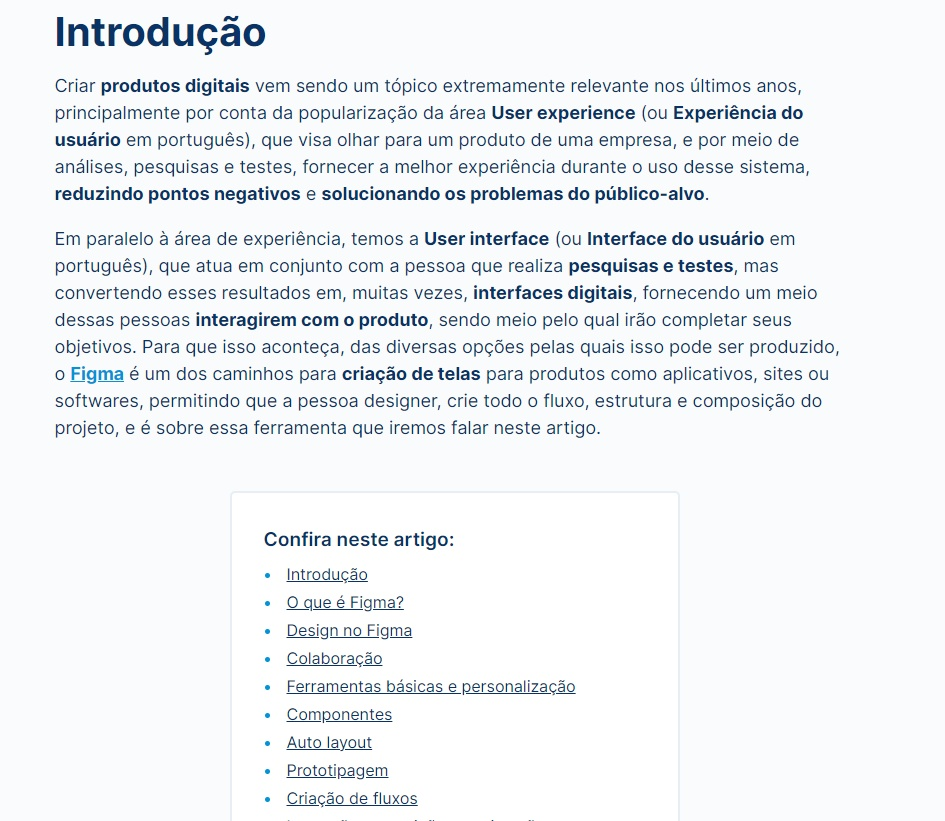 Introdução
Criar produtos digitais vem sendo um tópico extremamente relevante nos últimos anos,
principalmente por conta da popularização da área User experience (ou Experiência do
usuário em português), que visa olhar para um produto de uma empresa, e por meio de
análises, pesquisas e testes, fornecer a melhor experiência durante o uso desse sistema,
reduzindo pontos negativos e solucionando os problemas do público-alvo.
Em paralelo à área de experiência, temos a User interface (ou Interface do usuário em
português), que atua em conjunto com a pessoa que realiza pesquisas e testes, mas
convertendo esses resultados em, muitas vezes, interfaces digitais, fornecendo um meio
dessas pessoas interagirem com o produto, sendo meio pelo qual irão completar seus
objetivos. Para que isso aconteça, das diversas opções pelas quais isso pode ser produzido,
o Figma é um dos caminhos para criação de telas para produtos como aplicativos, sites ou
softwares, permitindo que a pessoa designer, crie todo o fluxo, estrutura e composição do
projeto, e é sobre essa ferramenta que iremos falar neste artigo.
Confira neste artigo:
• Introdução
• O que é Figma?
• Design no Figma
• Colaboração
• Ferramentas básicas e personalização
• Componentes
• Auto layout
• Prototipagem
• Criação de fluxos